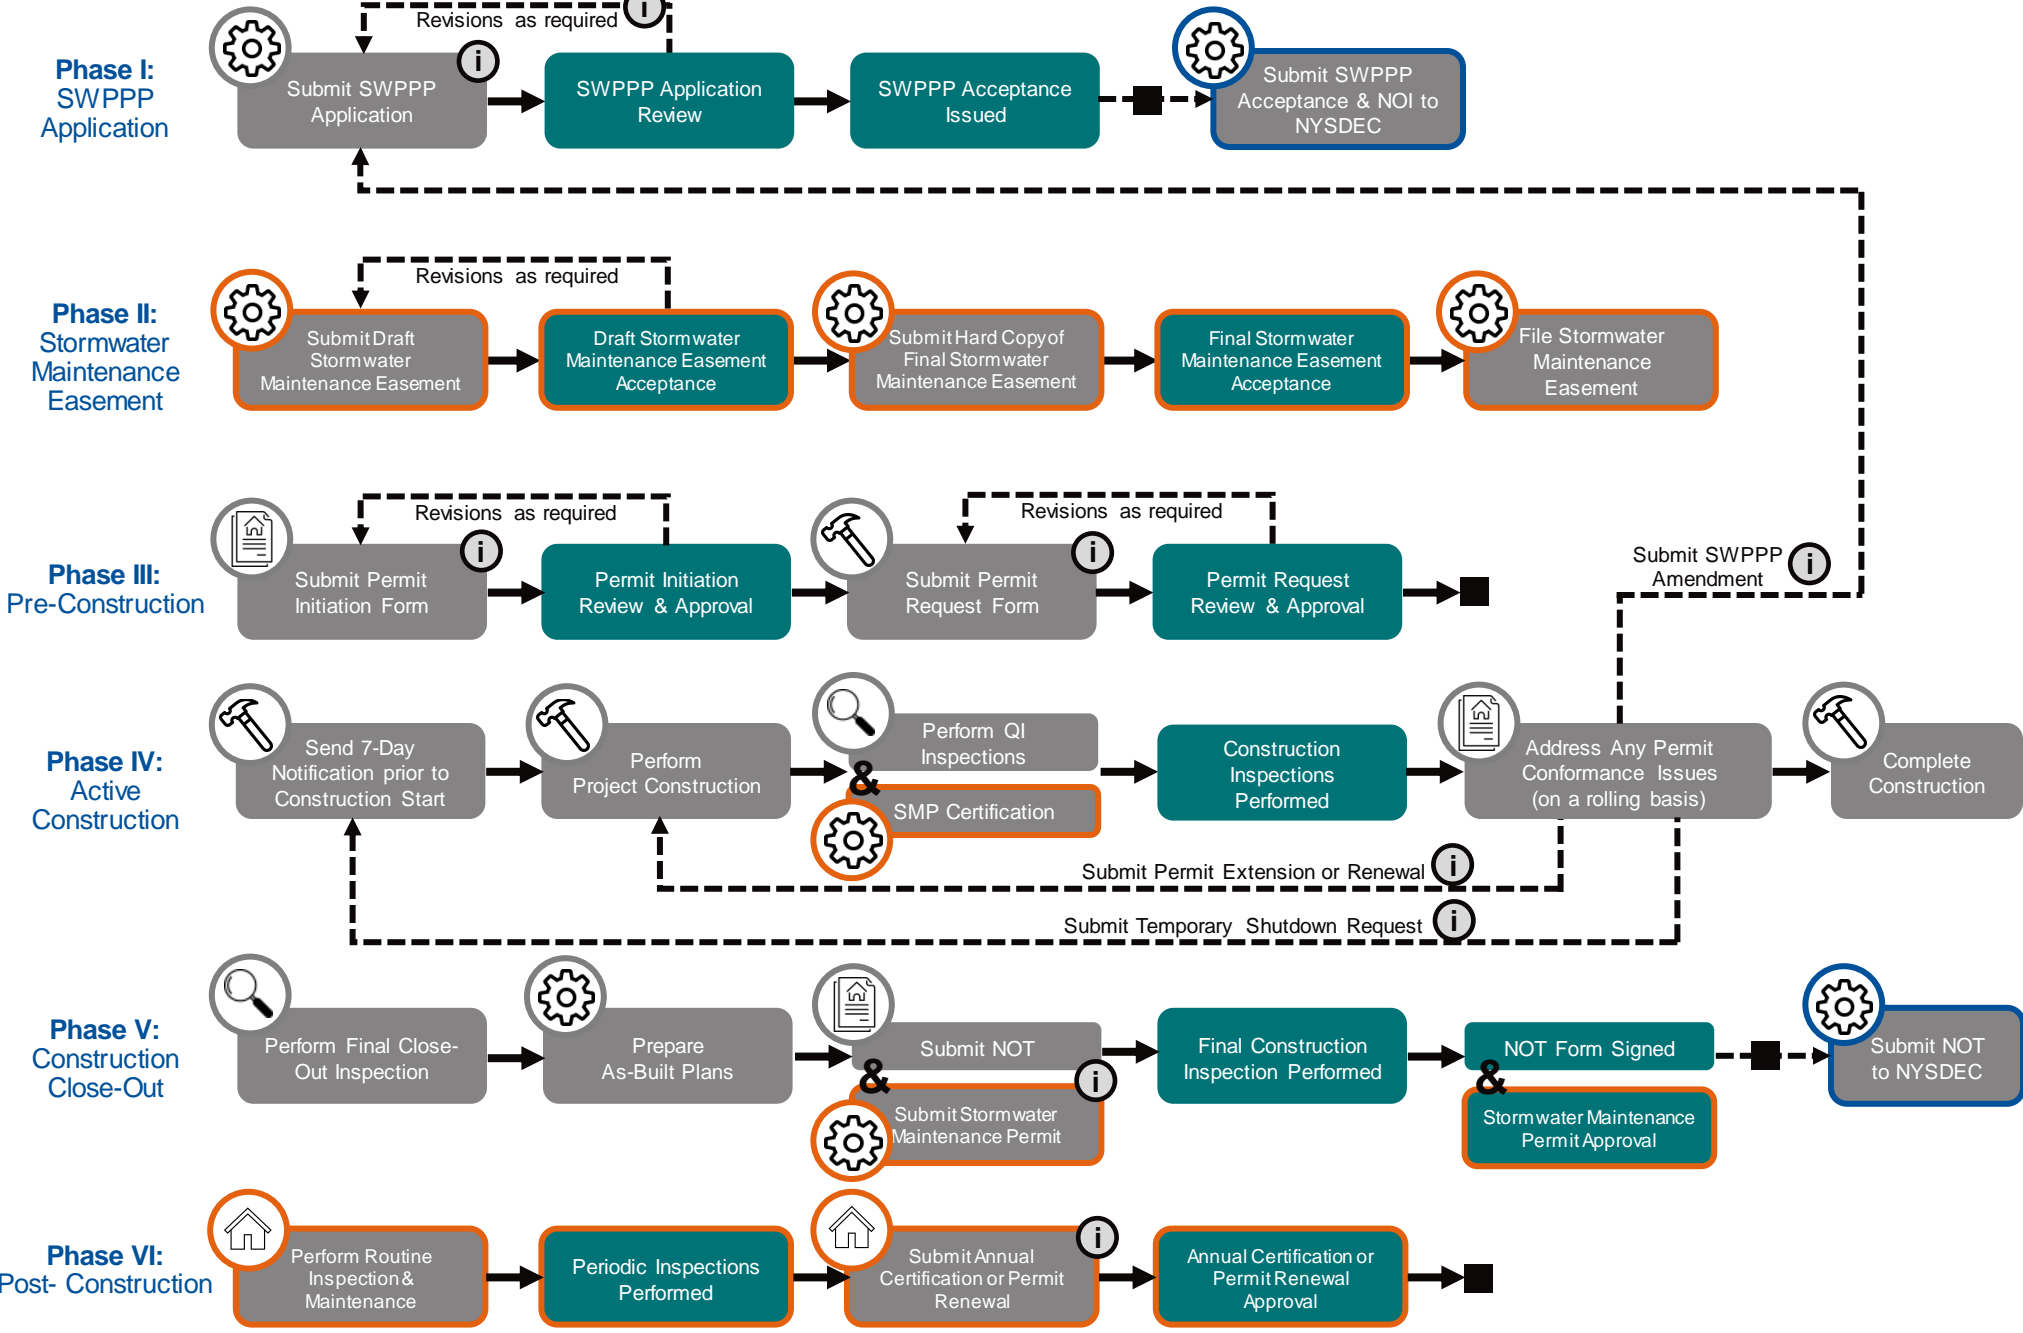 Revisions as required
i
Phase I:
SWPPP
Application
Submit SWPPP
Application
i
SWPPP Application
Review
SWPPP Acceptance
Issued
Submit SWPPP
Acceptance & NOI to
NYSDEC
Phase II:
Stormwater
Maintenance
Easement
Revisions as required
Submit Draft
Stormwater
Maintenance Easement
Draft Stormwater
Maintenance Easement
Acceptance
Submit Hard Copy of
Final Stormwater
Maintenance Easement
Final Stormwater
Maintenance Easement
Acceptance
File Stormwater
Maintenance
Easement
Phase III:
Pre-Construction
Revisions as required
Submit Permit
Initiation Form
i
Permit Initiation
Review & Approval
Revisions as required
Submit Permit
Request Form
i
Permit Request
Review & Approval
Submit SWPPP
Amendment
i
Phase IV:
Active
Construction
Send 7-Day
Notification prior to
Construction Start
Perform
Project Construction
Perform QI
Inspections
&
SMP Certification
Construction
Inspections
Performed
Address Any Permit
Conformance Issues
(on a rolling basis)
Complete
Construction
Submit Permit Extension or Renewal
i
Submit Temporary Shutdown Request
i
Phase V:
Construction
Close-Out
Perform Final Close-
Out Inspection
Prepare
As-Built Plans
Submit NOT
&
i
Submit Stormwater
Maintenance Permit
Final Construction
Inspection Performed
NOT Form Signed
&
Stormwater Maintenance
Permit Approval
Submit NOT
to NYSDEC
Phase VI:
Post- Construction
Perform Routine
Inspection &
Maintenance
Periodic Inspections
Performed
Submit Annual
Certification or Permit
Renewal
i
Annual Certification or
Permit Renewal
Approval